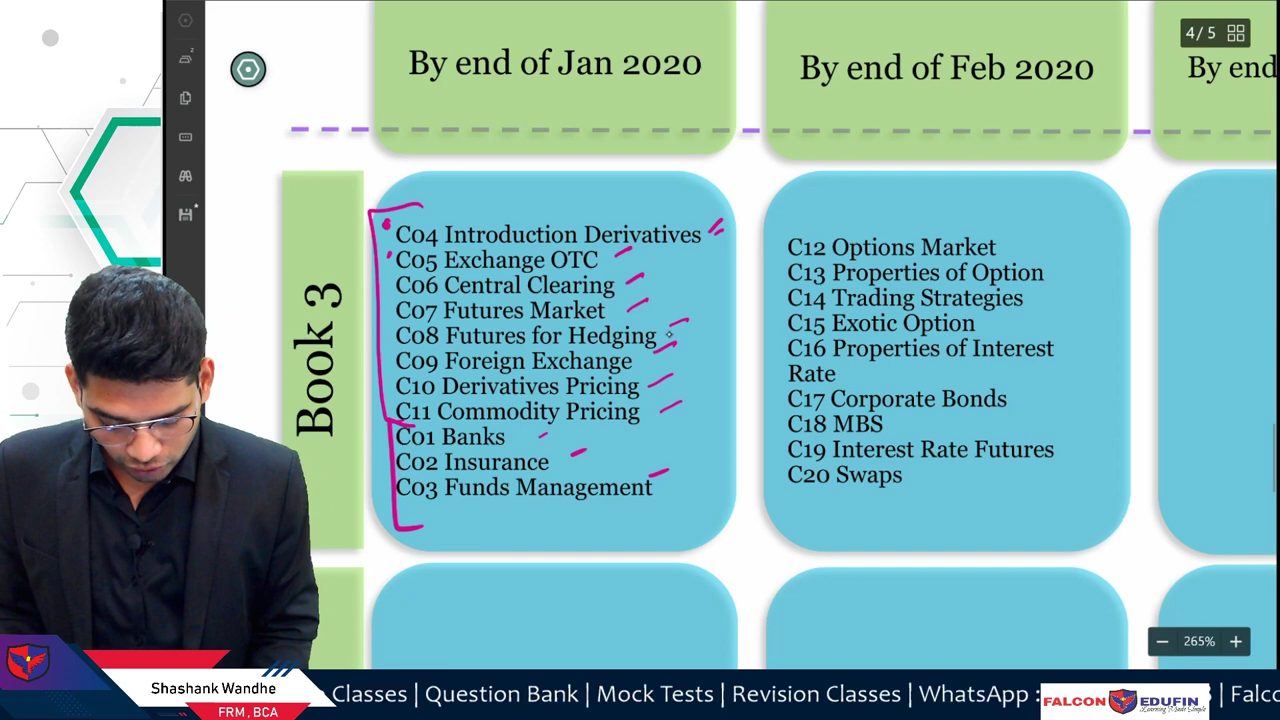 4 / 5
By end of Jan 2020
By end of Feb 2020
By end
Book 3
C04 Introduction Derivatives
C05 Exchange OTC
C06 Central Clearing
C07 Futures Market
C08 Futures for Hedging
C09 Foreign Exchange
C10 Derivatives Pricing
C11 Commodity Pricing
C01 Banks
C02 Insurance
C03 Funds Management
C12 Options Market
C13 Properties of Option
C14 Trading Strategies
C15 Exotic Option
C16 Properties of Interest
Rate
C17 Corporate Bonds
C18 MBS
C19 Interest Rate Futures
C20 Swaps
265%
Shashank Wandhe
FRM, BCA
Classes | Question Bank | Mock Tests | Revision Classes | WhatsApp :
FALCON EDUFIN
Learning Made Simple
| Falc